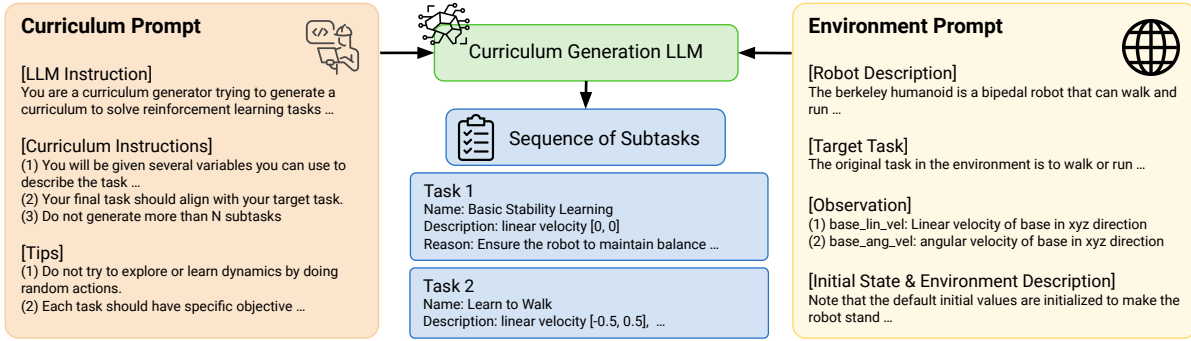 Curriculum Prompt
</>
[LLM Instruction]
You are a curriculum generator trying to generate a
curriculum to solve reinforcement learning tasks ...
[Curriculum Instructions]
(1) You will be given several variables you can use to
describe the task ...
(2) Your final task should align with your target task.
(3) Do not generate more than N subtasks
[Tips]
(1) Do not try to explore or learn dynamics by doing
random actions.
(2) Each task should have specific objective ...
Curriculum Generation LLM
Sequence of Subtasks
Task 1
Name: Basic Stability Learning
Description: linear velocity [0, 0]
Reason: Ensure the robot to maintain balance ...
Task 2
Name: Learn to Walk
Description: linear velocity [-0.5, 0.5], ...
Environment Prompt
[Robot Description]
The berkeley humanoid is a bipedal robot that can walk and
run ...
[Target Task]
The original task in the environment is to walk or run ...
[Observation]
(1) base_lin_vel: Linear velocity of base in xyz direction
(2) base_ang_vel: angular velocity of base in xyz direction
[Initial State & Environment Description]
Note that the default initial values are initialized to make the
robot stand ...